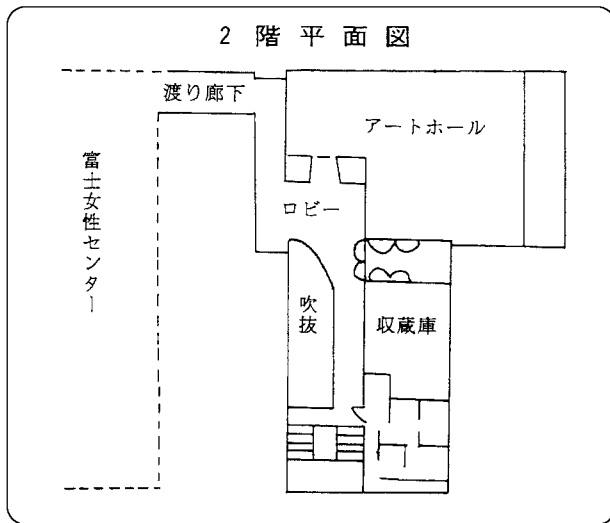 2階平面図
渡り廊下
アートホール
富士女性センター
ロビー
吹抜
収蔵庫